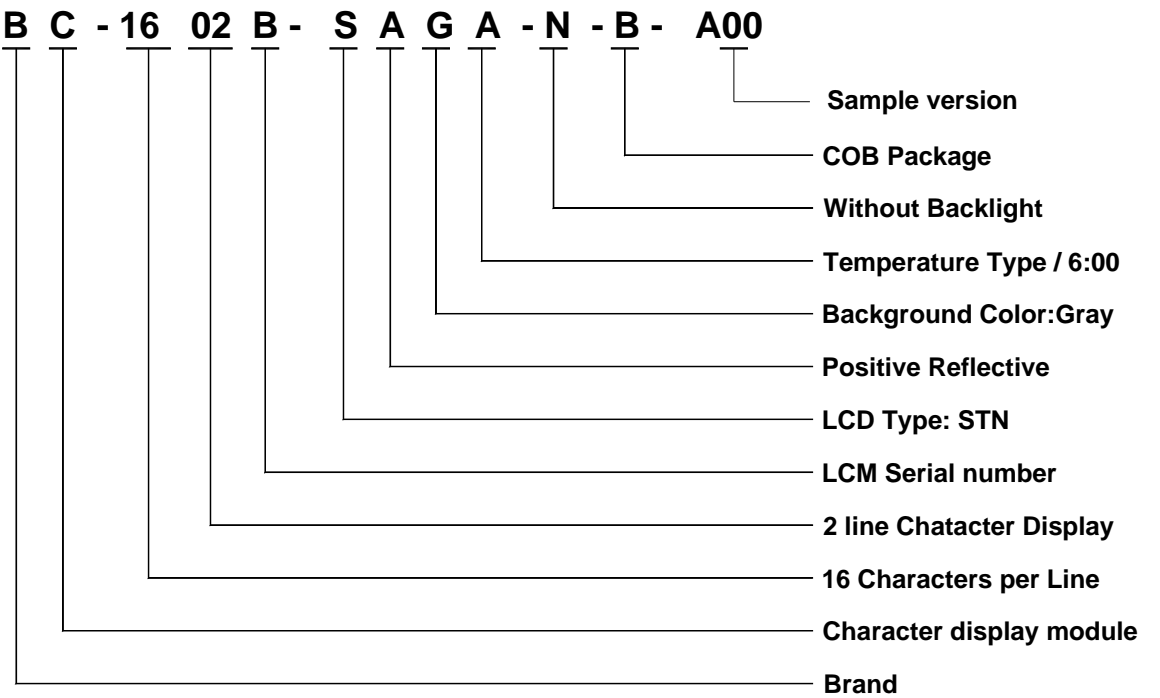 B C - 16 02 B - S A G A - N - B - A00
Sample version
COB Package
Without Backlight
Temperature Type / 6:00
Background Color:Gray
Positive Reflective
LCD Type: STN
LCM Serial number
2 line Chatacter Display
16 Characters per Line
Character display module
Brand